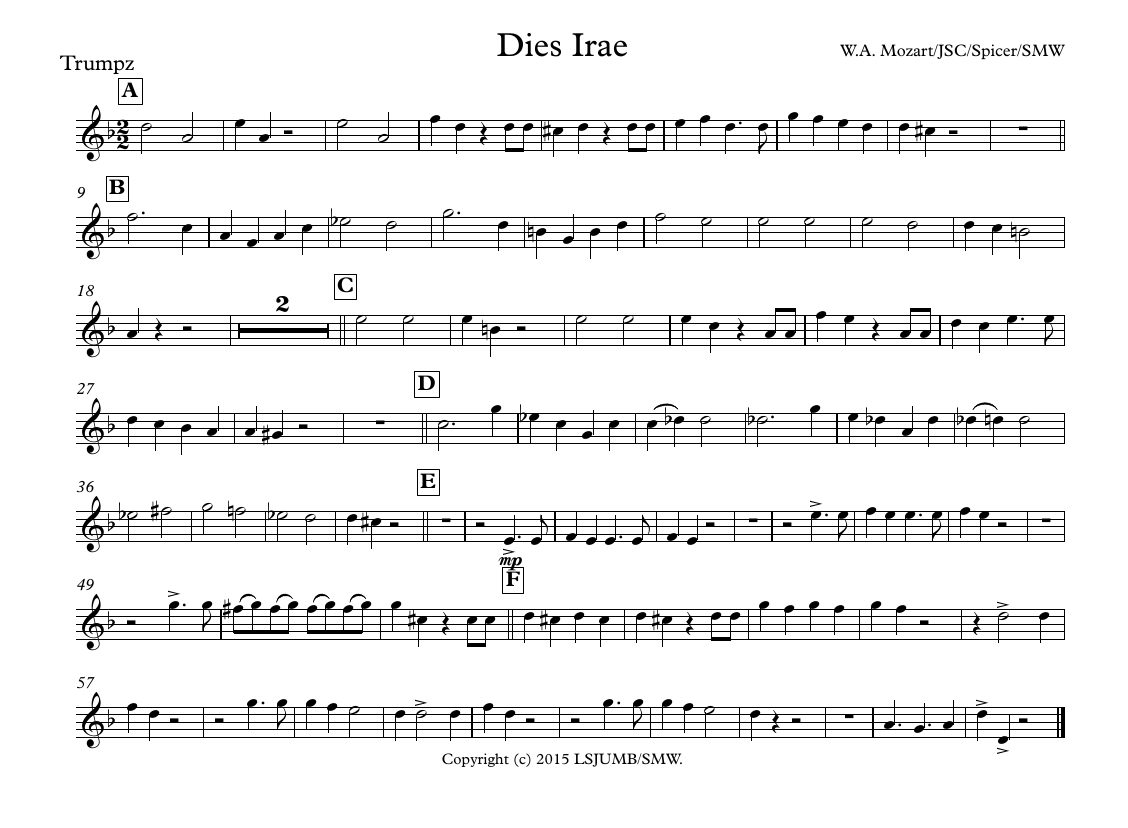 Dies Irae
W.A. Mozart/JSC/Spicer/SMW
Trumpz
A
2
2
9
B
18
2
C
27
D
36
E
mp
49
F
57
Copyright (c) 2015 LSJUMB/SMW.